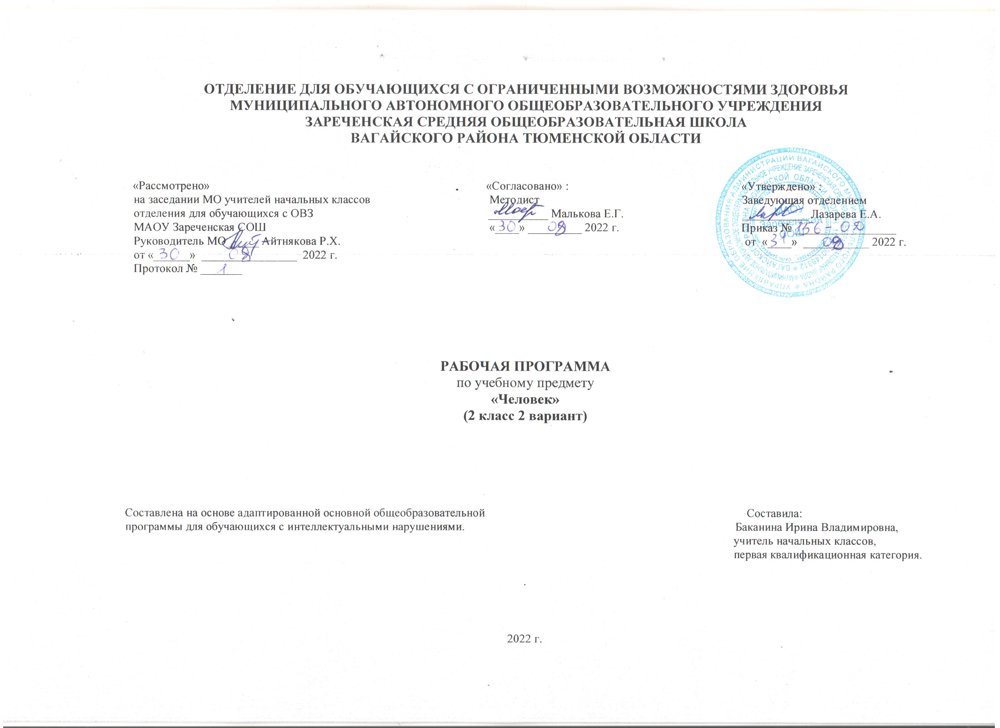 ОТДЕЛЕНИЕ ДЛЯ ОБУЧАЮЩИХСЯ С ОГРАНИЧЕННЫМИ ВОЗМОЖНОСТЯМИ ЗДОРОВЬЯ
МУНИЦИПАЛЬНОГО АВТОНОМНОГО ОБЩЕОБРАЗОВАТЕЛЬНОГО УЧРЕЖДЕНИЯ
ЗАРЕЧЕНСКАЯ СРЕДНЯЯ ОБЩЕОБРАЗОВАТЕЛЬНАЯ ШКОЛА
ВАГАЙСКОГО РАЙОНА ТЮМЕНСКОЙ ОБЛАСТИ
«Рассмотрено»
на заседании МО учителей начальных классов
отделения для обучающихся с ОВЗ
МАОУ Зареченская СОШ
Руководитель МО Айтнякова Р.Х.
от «30» 08 2022 г.
Протокол № 1
«Согласовано» :
Методист
Малькова Е.Г.
«30» 08 2022 г.
«Утверждено» :
Заведующая отделением
Лазарева Е.А.
Приказ № 156-ОД
от «31» 08 2022 г.
МАОУ
Зареченская
СОШ
РАБОЧАЯ ПРОГРАММА
по учебному предмету
«Человек»
(2 класс 2 вариант)
Составлена на основе адаптированной основной общеобразовательной
программы для обучающихся с интеллектуальными нарушениями.
Составила:
Баканина Ирина Владимировна,
учитель начальных классов,
первая квалификационная категория.
2022 г.